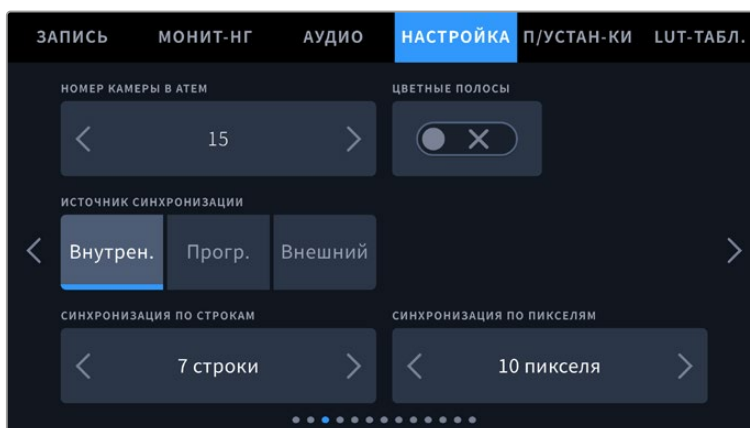 ЗАПИСЬ МОНИТ-НГ АУДИО НАСТРОЙКА П/УСТАН-КИ LUT-ТАБЛ.
НОМЕР КАМЕРЫ В ATEM ЦВЕТНЫЕ ПОЛОСЫ
15
ИСТОЧНИК СИНХРОНИЗАЦИИ
Внутрен. Прогр. Внешний
СИНХРОНИЗАЦИЯ ПО СТРОКАМ СИНХРОНИЗАЦИЯ ПО ПИКСЕЛЯМ
7 строки 10 пикселя